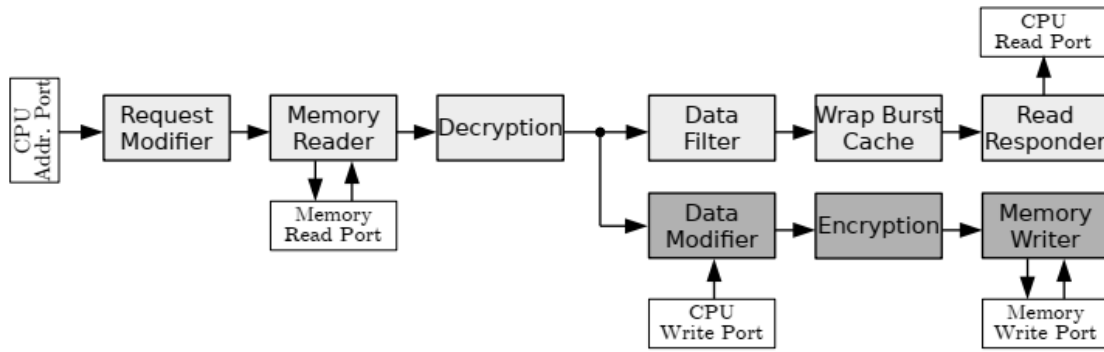 CPU
Read Port
CPU
Addr. Port
Request
Modifier
Memory
Reader
Decryption
Data
Filter
Wrap Burst
Cache
Read
Responder
Memory
Read Port
Data
Modifier
Encryption
Memory
Writer
CPU
Write Port
Memory
Write Port